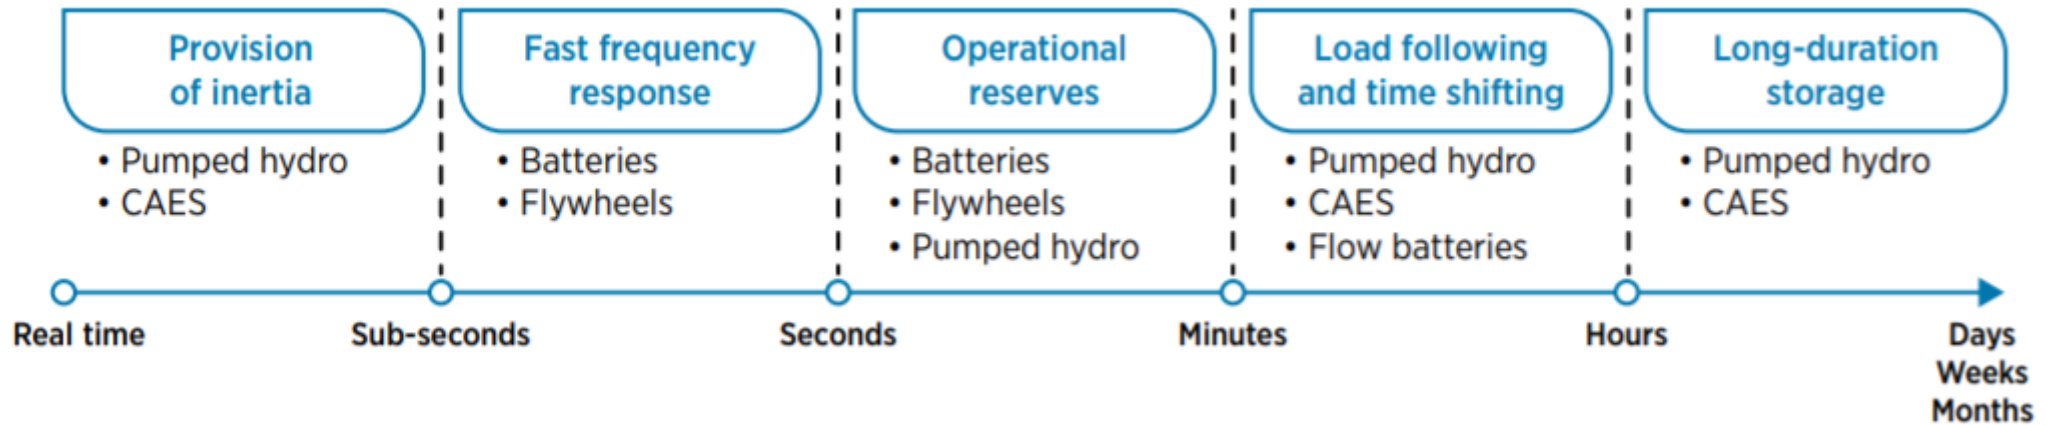 Provision
of inertia
• Pumped hydro
• CAES
Fast frequency
response
• Batteries
• Flywheels
Operational
reserves
• Batteries
• Flywheels
• Pumped hydro
Load following
and time shifting
• Pumped hydro
• CAES
• Flow batteries
Long-duration
storage
• Pumped hydro
• CAES
Real time
Sub-seconds
Seconds
Minutes
Hours
Days
Weeks
Months